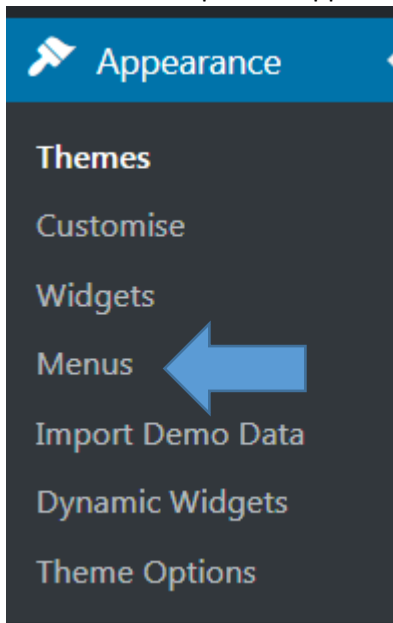 Appearance
Themes
Customise
Widgets
Menus
Import Demo Data
Dynamic Widgets
Theme Options